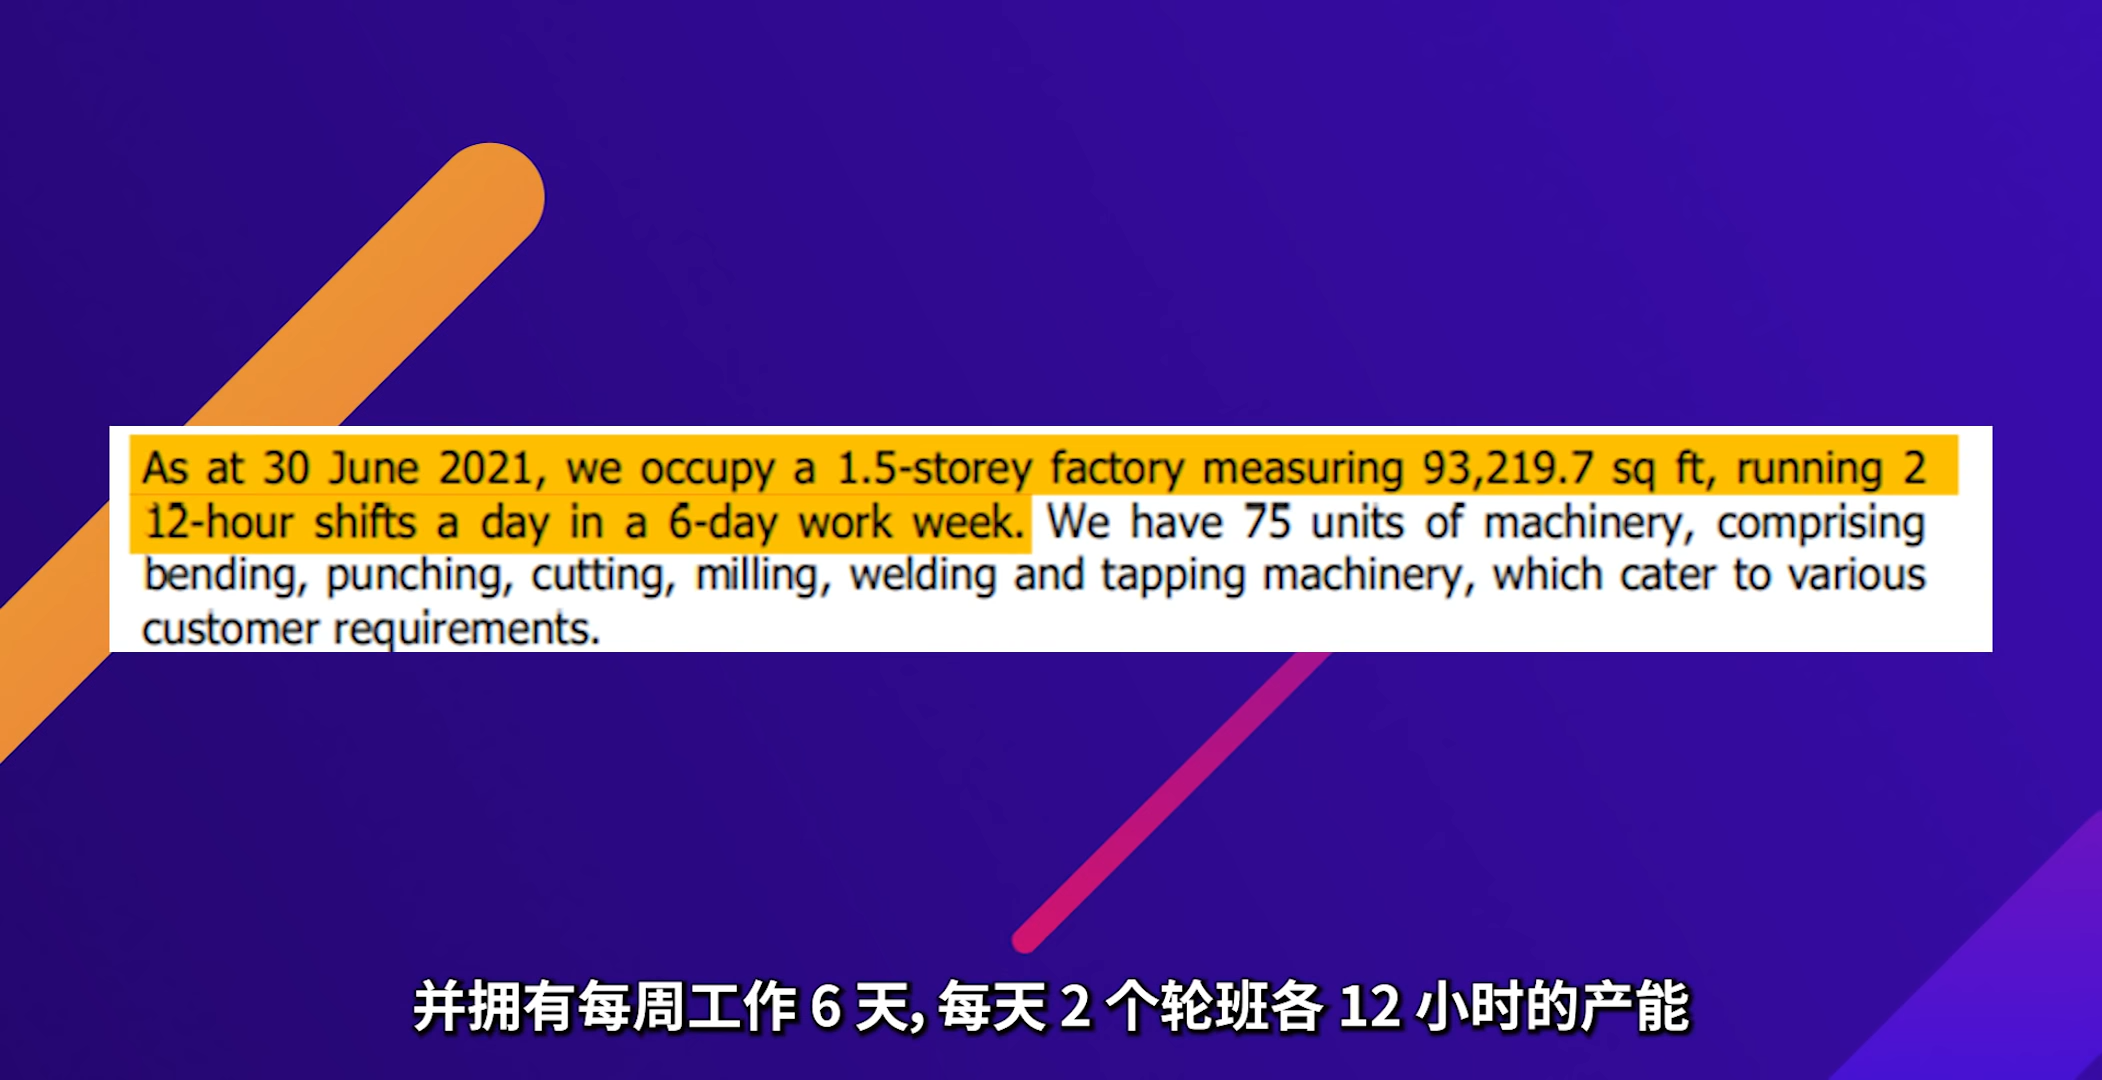 As at 30 June 2021, we occupy a 1.5-storey factory measuring 93,219.7 sq ft, running 2
12-hour shifts a day in a 6-day work week. We have 75 units of machinery, comprising
bending, punching, cutting, milling, welding and tapping machinery, which cater to various
customer requirements.
并拥有每周工作 6 天, 每天 2 个轮班各 12 小时的产能